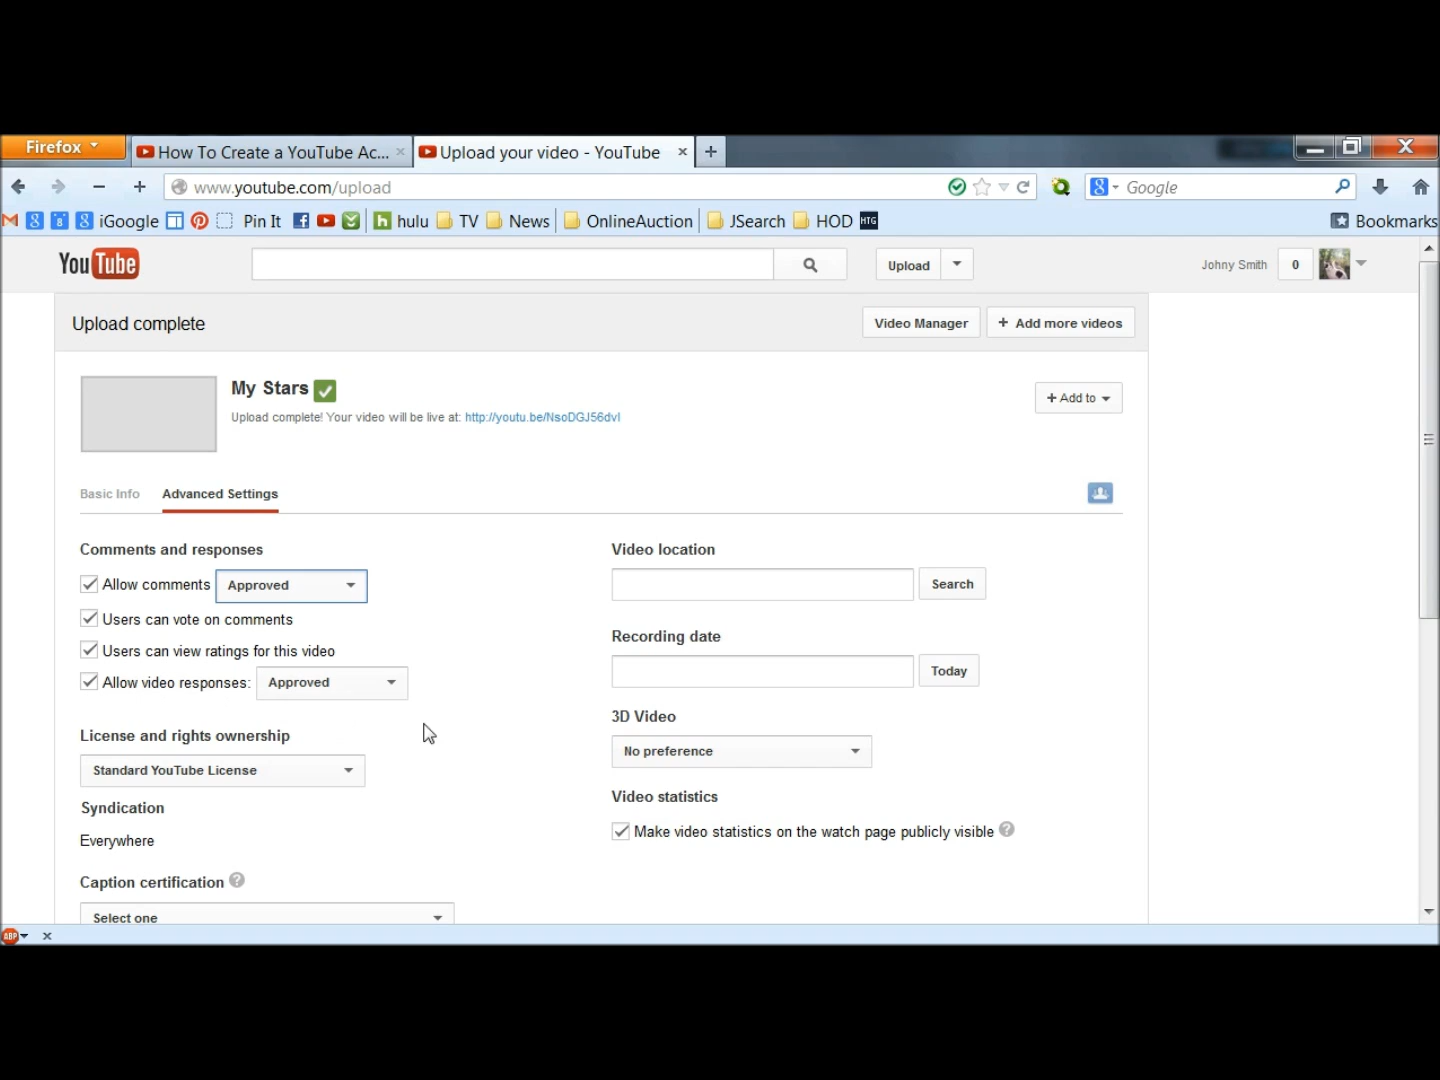 Firefox
How To Create a YouTube Ac...
Upload your video - YouTube
www.youtube.com/upload
Google
iGoogle
Pin It
hulu
TV
News
OnlineAuction
JSearch
HOD
HTG
Bookmarks
YouTube
Upload
Johny Smith
0
Upload complete
Video Manager
+ Add more videos
My Stars
Upload complete! Your video will be live at: http://youtu.be/NsoDGJ56dvI
+ Add to
Basic Info
Advanced Settings
Comments and responses
Allow comments
Approved
Users can vote on comments
Users can view ratings for this video
Allow video responses:
Approved
License and rights ownership
Standard YouTube License
Syndication
Everywhere
Caption certification
?
Select one
Video location
Search
Recording date
Today
3D Video
No preference
Video statistics
Make video statistics on the watch page publicly visible
?
ABP